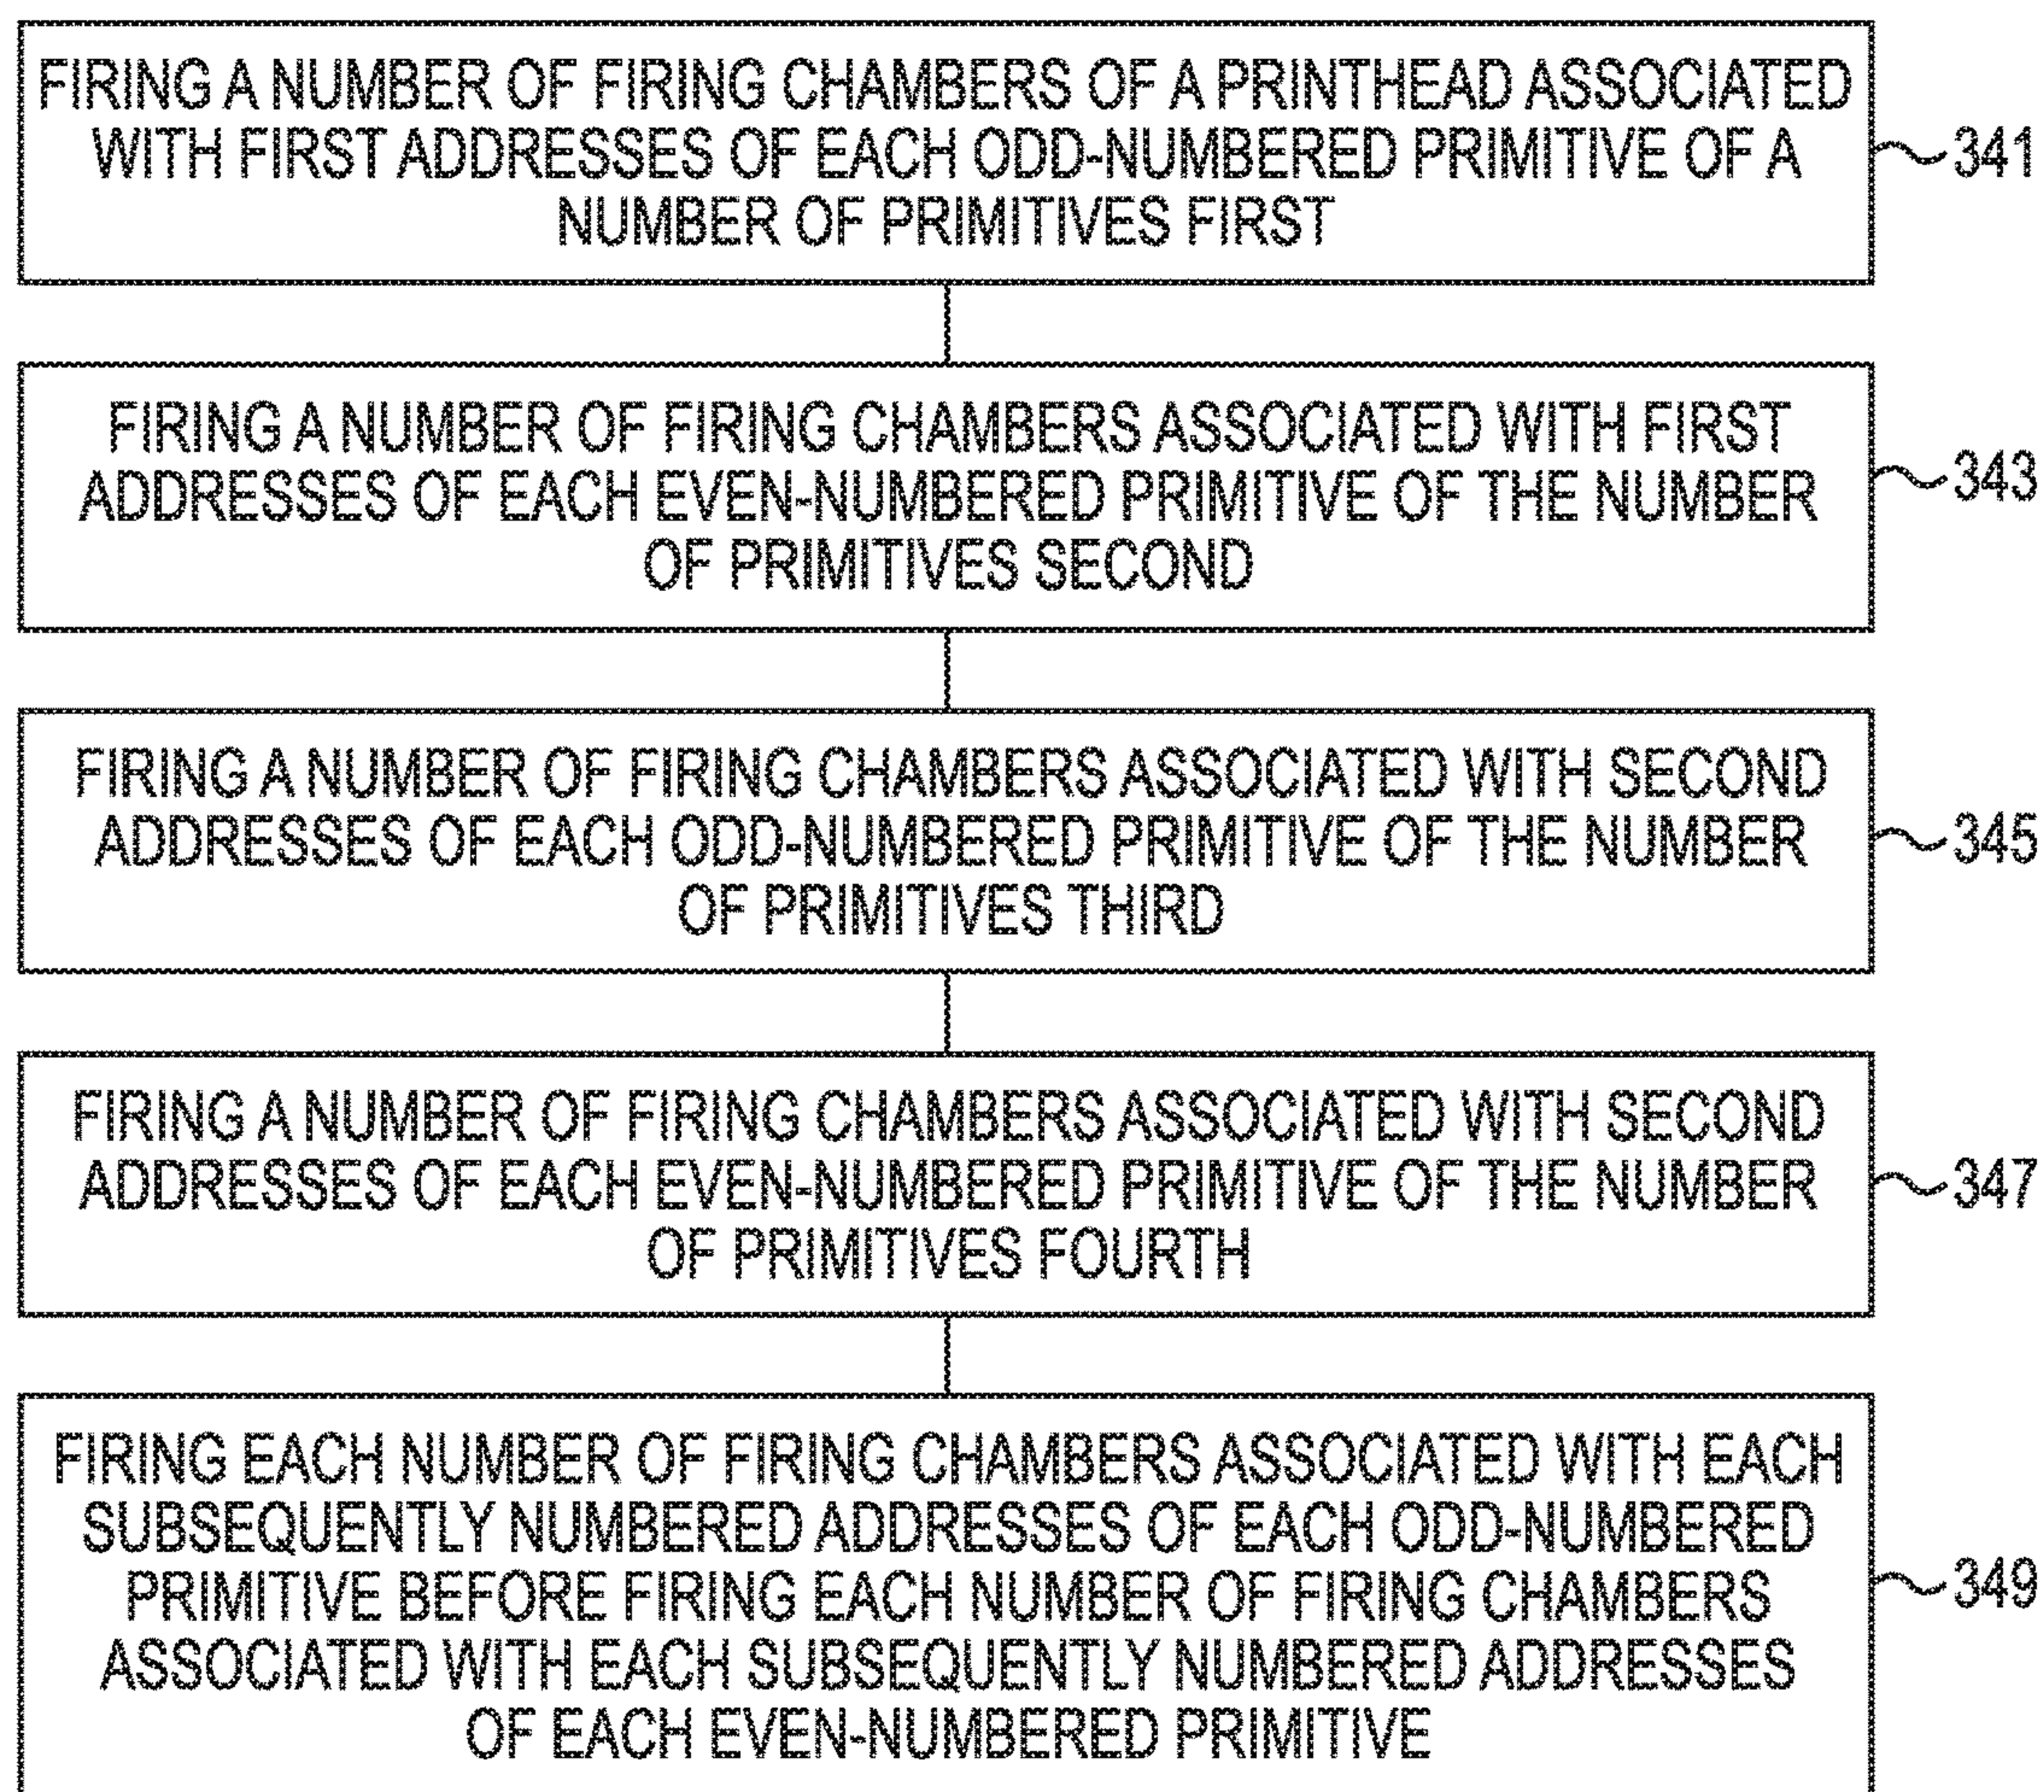 FIRING A NUMBER OF FIRING CHAMBERS OF A PRINTHEAD ASSOCIATED
WITH FIRST ADDRESSES OF EACH ODD-NUMBERED PRIMITIVE OF A
NUMBER OF PRIMITIVES FIRST
341
FIRING A NUMBER OF FIRING CHAMBERS ASSOCIATED WITH FIRST
ADDRESSES OF EACH EVEN-NUMBERED PRIMITIVE OF THE NUMBER
OF PRIMITIVES SECOND
343
FIRING A NUMBER OF FIRING CHAMBERS ASSOCIATED WITH SECOND
ADDRESSES OF EACH ODD-NUMBERED PRIMITIVE OF THE NUMBER
OF PRIMITIVES THIRD
345
FIRING A NUMBER OF FIRING CHAMBERS ASSOCIATED WITH SECOND
ADDRESSES OF EACH EVEN-NUMBERED PRIMITIVE OF THE NUMBER
OF PRIMITIVES FOURTH
347
FIRING EACH NUMBER OF FIRING CHAMBERS ASSOCIATED WITH EACH
SUBSEQUENTLY NUMBERED ADDRESSES OF EACH ODD-NUMBERED
PRIMITIVE BEFORE FIRING EACH NUMBER OF FIRING CHAMBERS
ASSOCIATED WITH EACH SUBSEQUENTLY NUMBERED ADDRESSES
OF EACH EVEN-NUMBERED PRIMITIVE
349